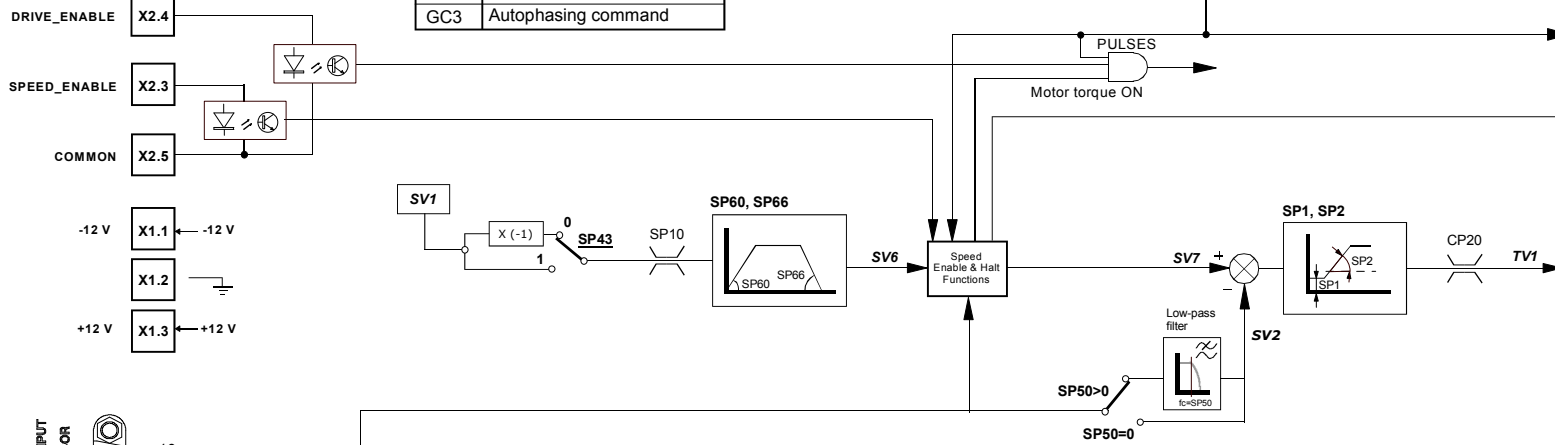 DRIVE_ENABLE X2.4
GC3 Autophasing command
PULSES
Motor torque ON
SPEED_ENABLE X2.3
COMMON X2.5
SV1
X (-1)
0
1
SP43
SP10
SP60, SP66
SP60
SP66
SV6
Speed
Enable & Halt
Functions
SV7
+
−
SP1, SP2
SP2
SP1
CP20
TV1
-12 V X1.1 -12 V
X1.2
+12 V X1.3 +12 V
Low-pass
filter
fc=SP50
SV2
SP50>0
SP50=0